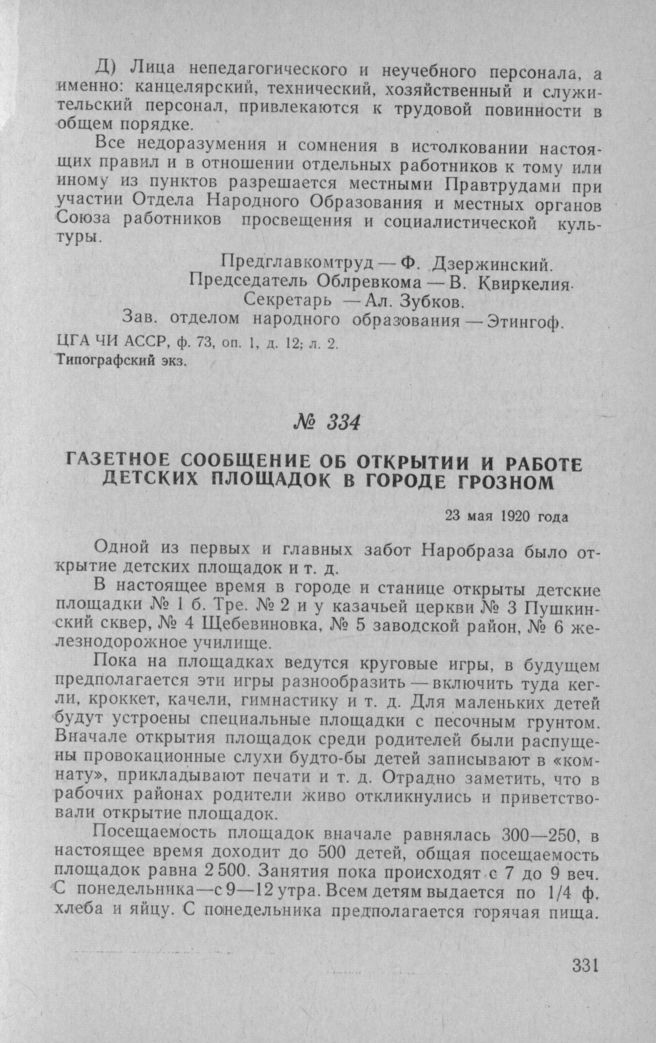 Д) Лица непедагогического и неучебного персонала, а
именно: канцелярский, технический, хозяйственный и служи-
тельский персонал, привлекаются к трудовой повинности в
общем порядке.
Все недоразумения и сомнения в истолковании настоя-
щих правил и в отношении отдельных работников к тому или
иному из пунктов разрешается местными Правтрудами при
участии Отдела Народного Образования и местных органов
Союза работников просвещения и социалистической куль-
туры.
Предглавкомтруд — Ф. Дзержинский.
Председатель Облревкома — В. Квиркелия.
Секретарь — Ал. Зубков.
Зав. отделом народного образования — Этингоф.
ЦГА ЧИ АССР, ф. 73, оп. 1, д. 12; л. 2.
Типографский экз.
№ 334
ГАЗЕТНОЕ СООБЩЕНИЕ ОБ ОТКРЫТИИ И РАБОТЕ
ДЕТСКИХ ПЛОЩАДОК В ГОРОДЕ ГРОЗНОМ
23 мая 1920 года
Одной из первых и главных забот Наробраза было от-
крытие детских площадок и т. д.
В настоящее время в городе и станице открыты детские
площадки № 1 б. Тре. № 2 и у казачьей церкви № 3 Пушкин-
ский сквер, № 4 Щебевиновка, № 5 заводской район, № 6 же-
лезнодорожное училище.
Пока на площадках ведутся круговые игры, в будущем
предполагается эти игры разнообразить — включить туда кег-
ли, кроккет, качели, гимнастику и т. д. Для маленьких детей
будут устроены специальные площадки с песочным грунтом.
Вначале открытия площадок среди родителей были распуще-
ны провокационные слухи будто-бы детей записывают в «ком-
нату», прикладывают печати и т. д. Отрадно заметить, что в
рабочих районах родители живо откликнулись и приветство-
вали открытие площадок.
Посещаемость площадок вначале равнялась 300—250, в
настоящее время доходит до 500 детей, общая посещаемость
площадок равна 2 500. Занятия пока происходят с 7 до 9 веч.
С понедельника—с 9—12 утра. Всем детям выдается по 1/4 ф.
хлеба и яйцу. С понедельника предполагается горячая пища.
331